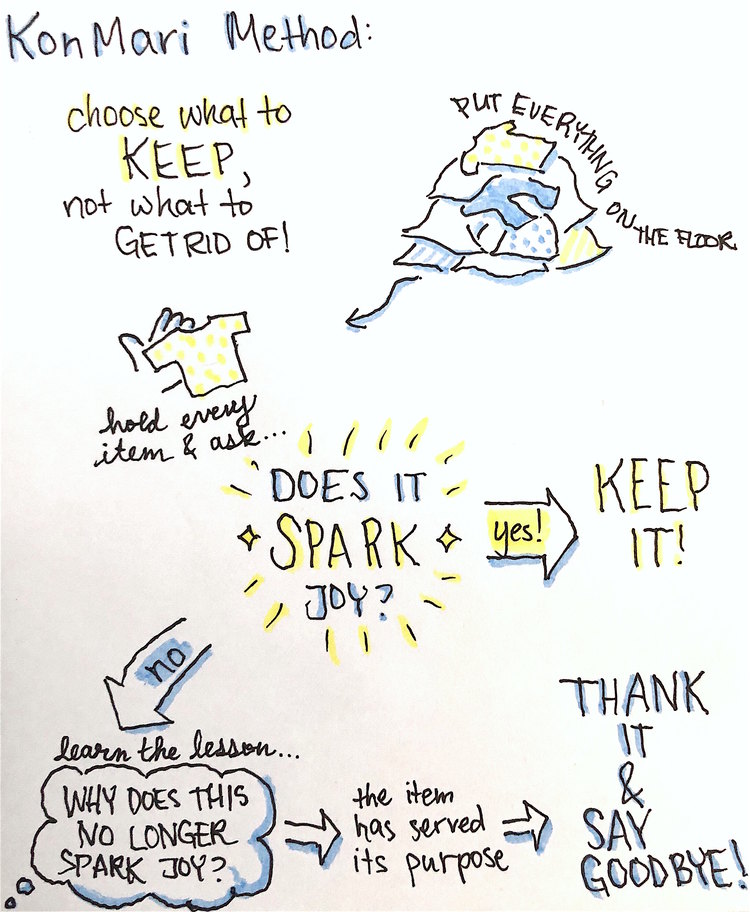 KonMari Method:
choose what to
KEEP,
not what to
GET RID OF!
PUT EVERYTHING ON THE FLOOR
hold every
item & ask...
DOES IT
SPARK
JOY?
yes!
KEEP
IT!
no
learn the lesson...
WHY DOES THIS
NO LONGER
SPARK JOY?
the item
has served
its purpose
THANK
IT
&
SAY
GOODBYE!